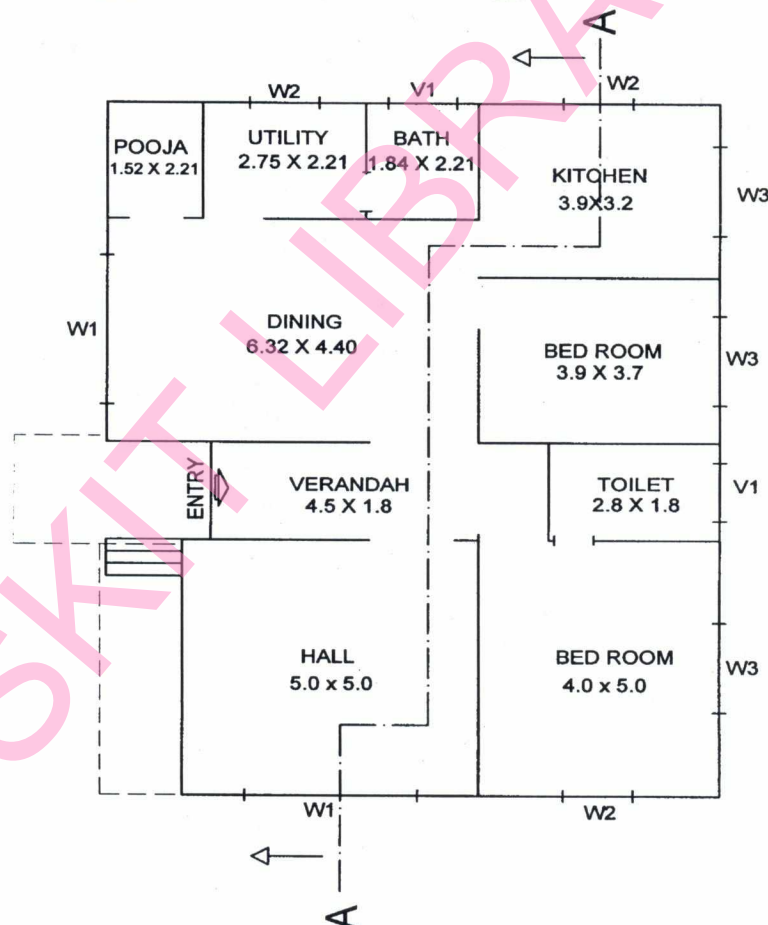 A
W2
V1
W2
POOJA
1.52 X 2.21
UTILITY
2.75 X 2.21
BATH
1.84 X 2.21
KITCHEN
3.9X3.2
W3
W1
DINING
6.32 X 4.40
BED ROOM
3.9 X 3.7
W3
ENTRY
VERANDAH
4.5 X 1.8
TOILET
2.8 X 1.8
V1
HALL
5.0 x 5.0
BED ROOM
4.0 x 5.0
W3
W1
W2
A
SKIT LIBRA